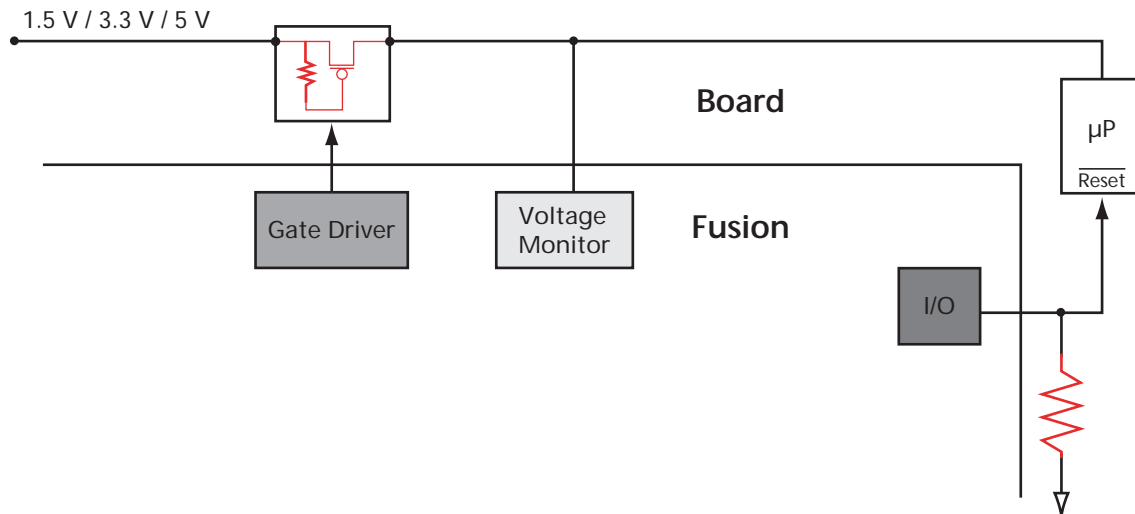 1.5 V / 3.3 V / 5 V
Board
µP
Reset
Gate Driver
Voltage
Monitor
Fusion
I/O